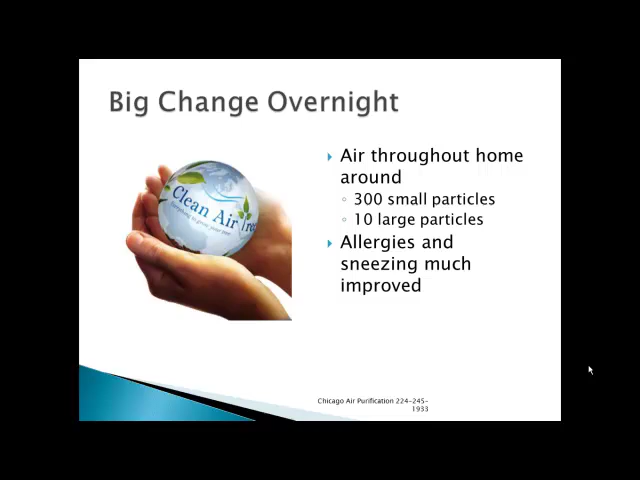 Big Change Overnight
Air throughout home
around
300 small particles
10 large particles
Allergies and
sneezing much
improved
Clean Air Tree
Chicago Air Purification 224-245-
1933